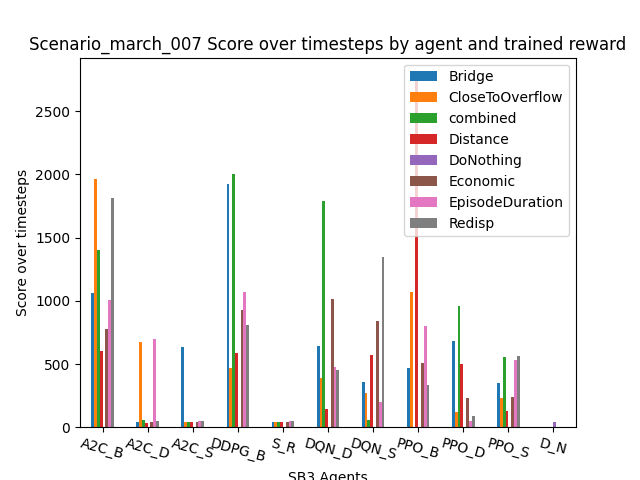 Scenario_march_007 Score over timesteps by agent and trained reward
Bridge
CloseToOverflow
combined
Distance
DoNothing
Economic
EpisodeDuration
Redisp
Score over timesteps
2500
2000
1500
1000
500
0
A2C_B
A2C_D
A2C_S
DDPG_B
S_R
DQN_D
DQN_S
PPO_B
PPO_D
PPO_S
D_N
SB3 Agents